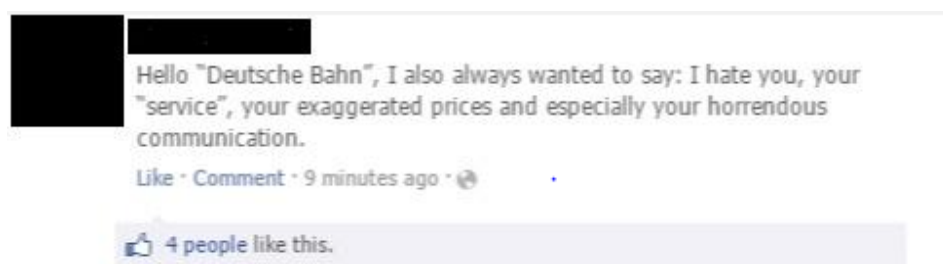 Hello "Deutsche Bahn", I also always wanted to say: I hate you, your
"service", your exaggerated prices and especially your horrendous
communication.
Like · Comment · 9 minutes ago ·
4 people like this.